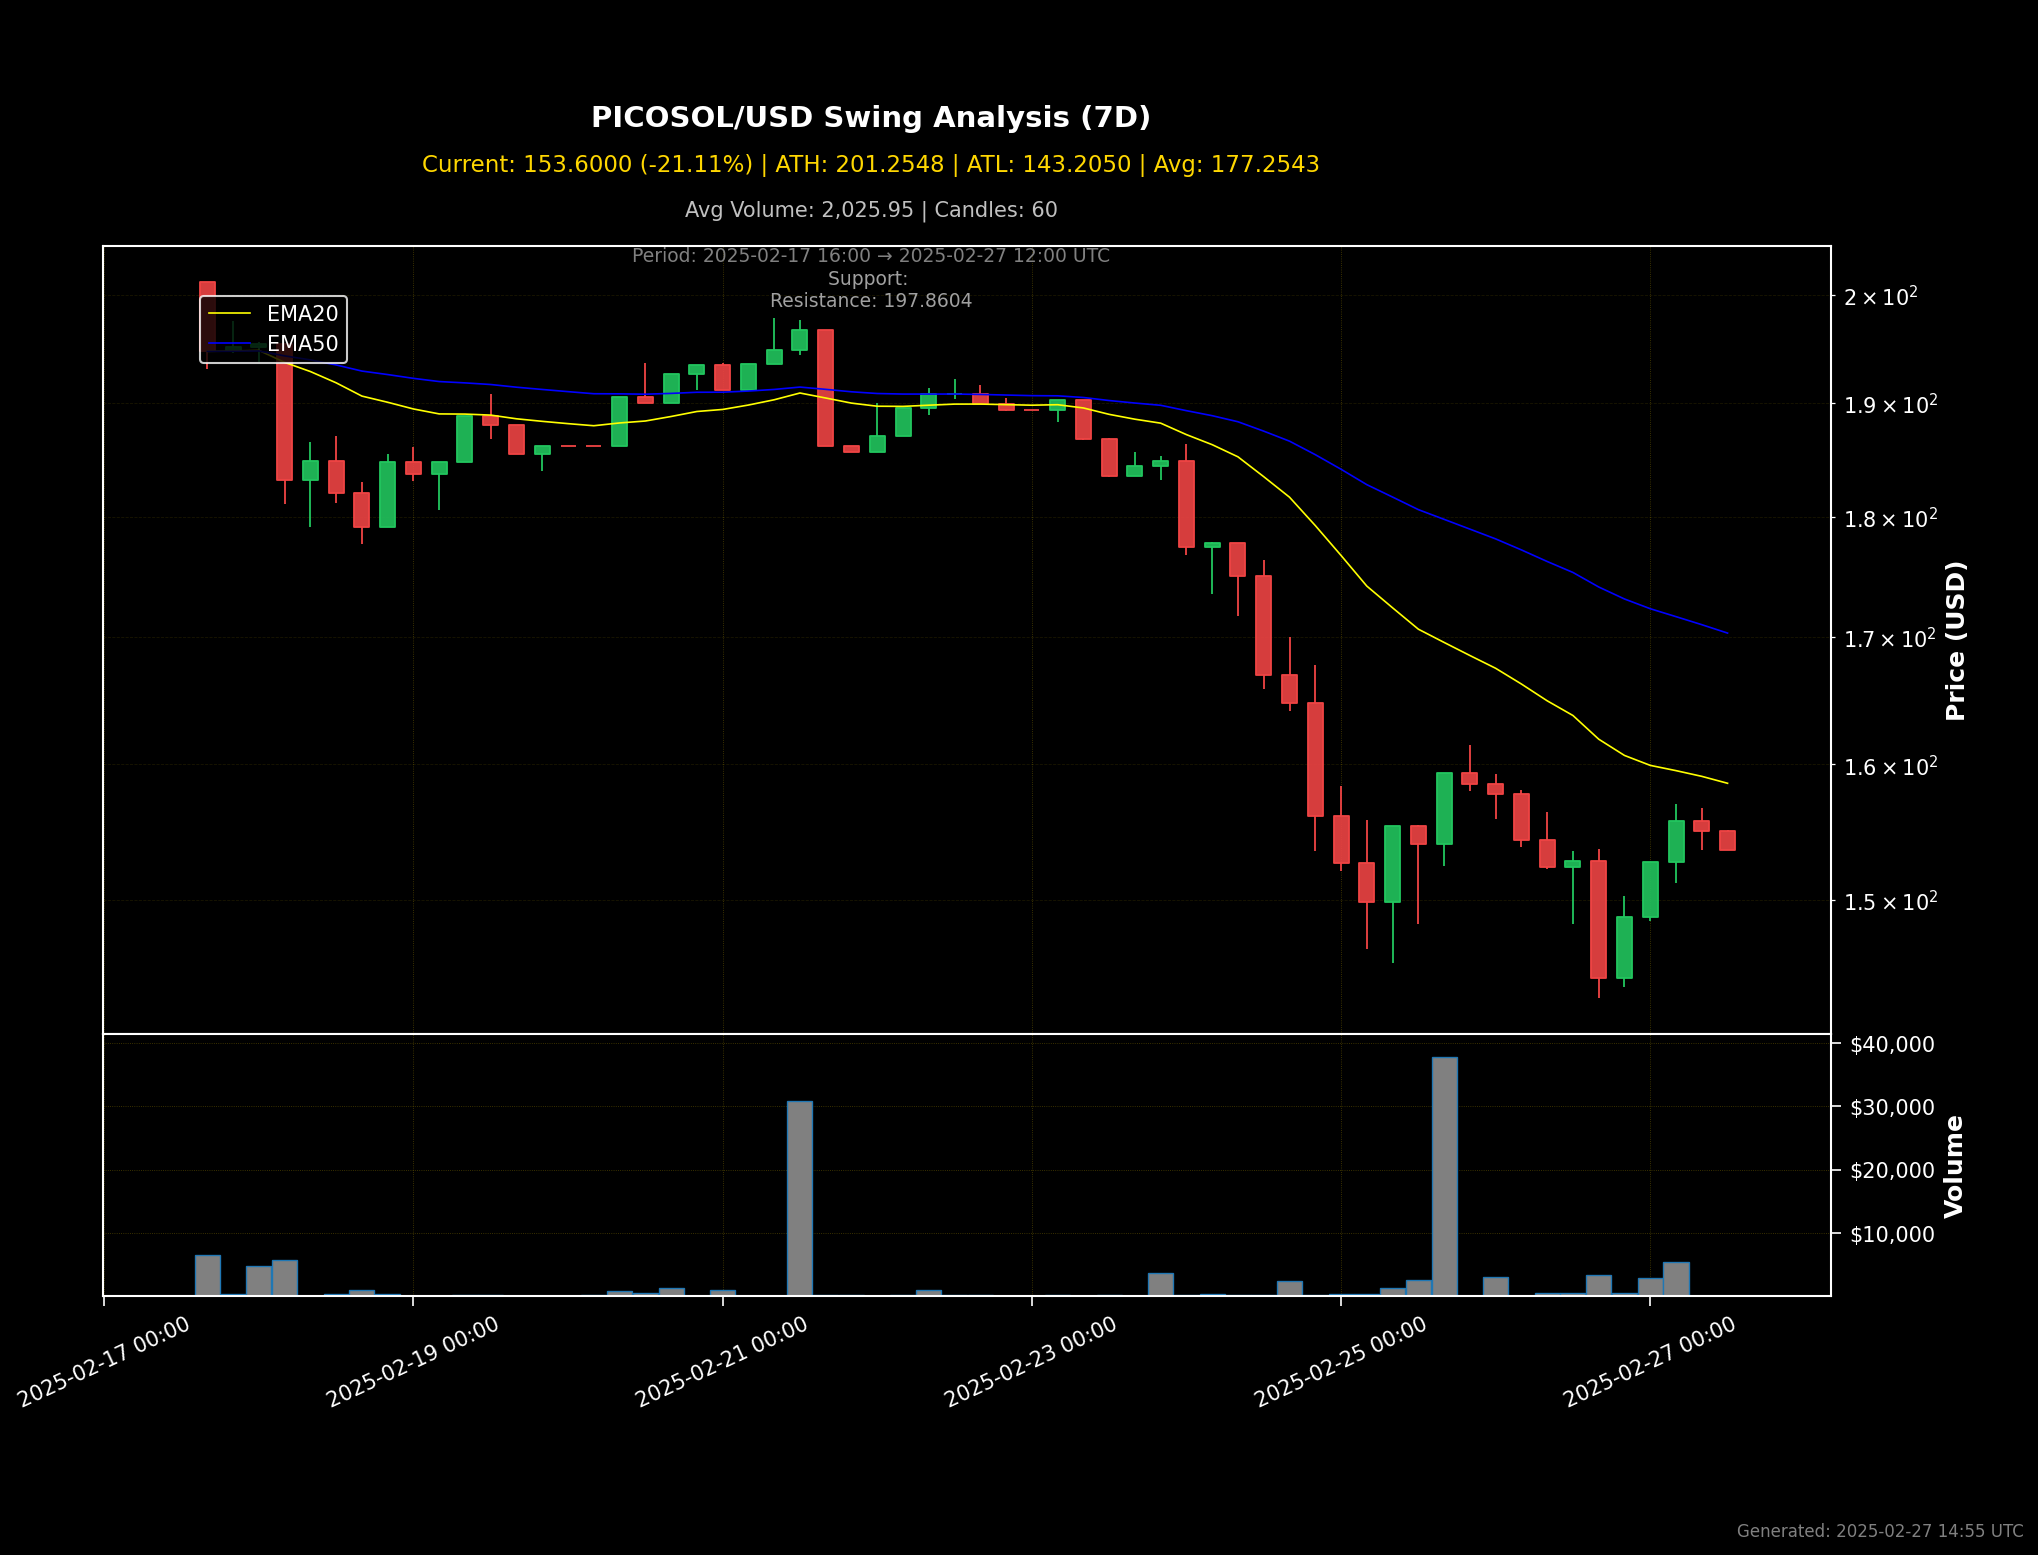 PICOSOL/USD Swing Analysis (7D)
Current: 153.6000 (-21.11%) | ATH: 201.2548 | ATL: 143.2050 | Avg: 177.2543
Avg Volume: 2,025.95 | Candles: 60
Period: 2025-02-17 16:00 → 2025-02-27 12:00 UTC
Support:
Resistance: 197.8604
EMA20
EMA50
2 × 10²
1.9 × 10²
1.8 × 10²
1.7 × 10²
1.6 × 10²
1.5 × 10²
Price (USD)
$40,000
$30,000
$20,000
$10,000
Volume
2025-02-17 00:00
2025-02-19 00:00
2025-02-21 00:00
2025-02-23 00:00
2025-02-25 00:00
2025-02-27 00:00
Generated: 2025-02-27 14:55 UTC